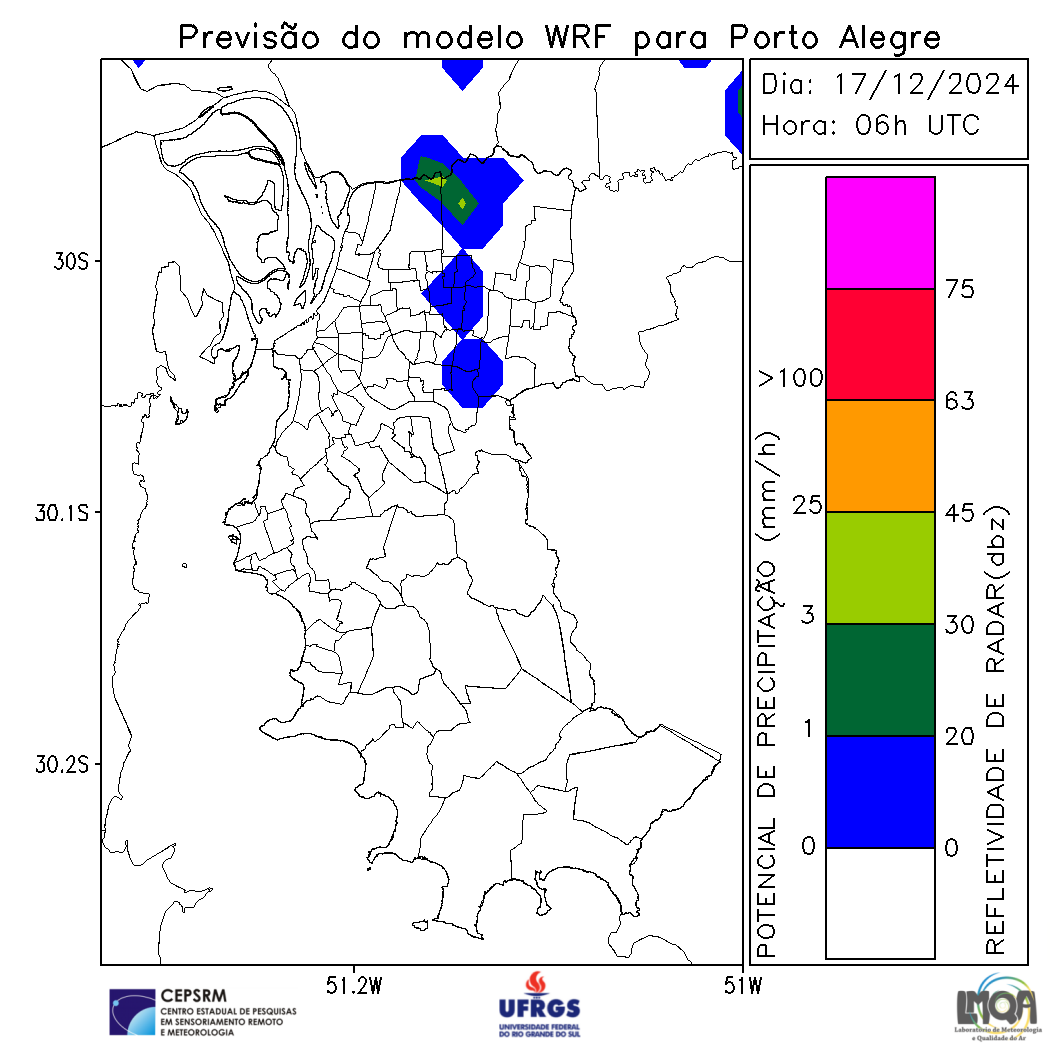 Previsão do modelo WRF para Porto Alegre
Dia: 17/12/2024
Hora: 06h UTC
30S
30.1S
30.2S
51.2W
51W
POTENCIAL DE PRECIPITAÇÃO (mm/h)
>100
25
3
1
0
75
63
45
30
20
0
REFLETIVIDADE DE RADAR(dbz)
CEPSRM
CENTRO ESTADUAL DE PESQUISAS
EM SENSORIAMENTO REMOTO
E METEOROLOGIA
UFRGS
UNIVERSIDADE FEDERAL
DO RIO GRANDE DO SUL
LMQA
Laboratório de Meteorologia
e Qualidade do Ar